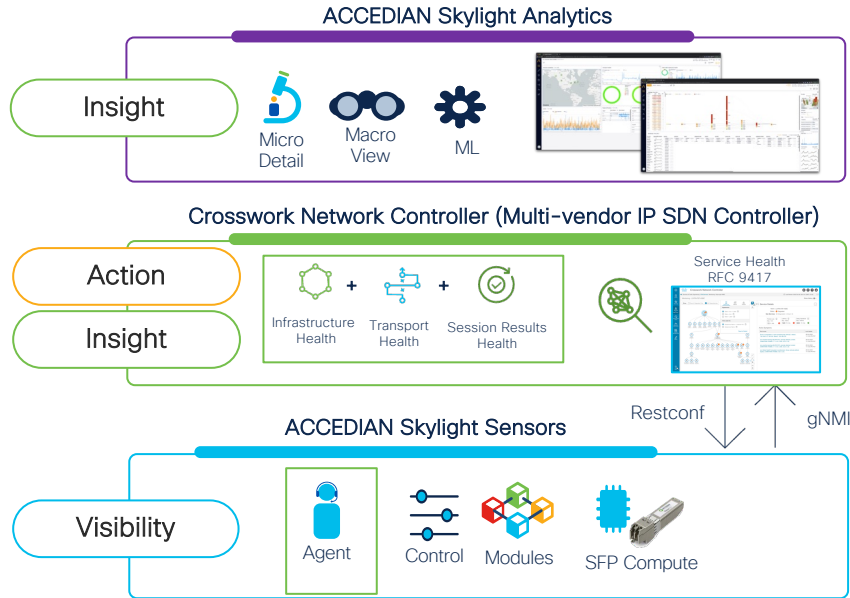 ACCEDIAN Skylight Analytics
Insight
Micro
Detail
Macro
View
ML
Crosswork Network Controller (Multi-vendor IP SDN Controller)
Action
Insight
Infrastructure
Health
+
Transport
Health
+
Session Results
Health
Service Health
RFC 9417
Restconf
gNMI
ACCEDIAN Skylight Sensors
Visibility
Agent
Control
Modules
SFP Compute